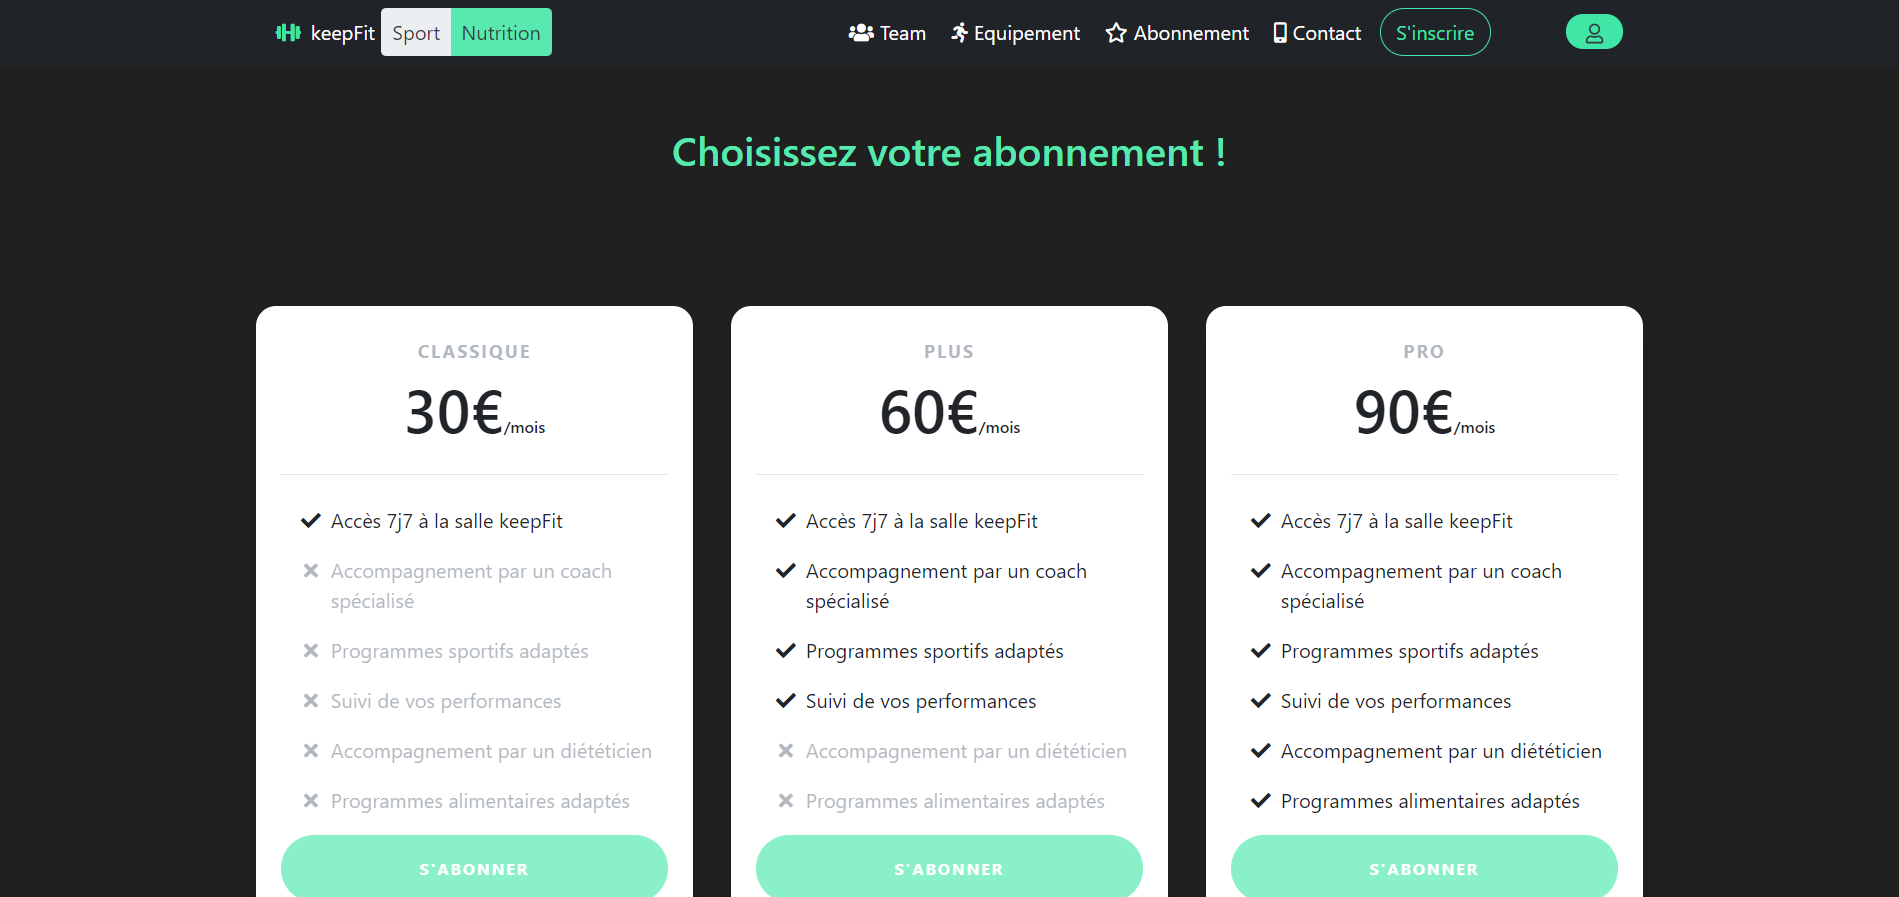 keepFit Sport Nutrition Team Equipement Abonnement Contact S'inscrire
Choisissez votre abonnement !
CLASSIQUE
30€/mois
Accès 7j7 à la salle keepFit
Accompagnement par un coach
spécialisé
Programmes sportifs adaptés
Suivi de vos performances
Accompagnement par un diététicien
Programmes alimentaires adaptés
S'ABONNER
PLUS
60€/mois
Accès 7j7 à la salle keepFit
Accompagnement par un coach
spécialisé
Programmes sportifs adaptés
Suivi de vos performances
Accompagnement par un diététicien
Programmes alimentaires adaptés
S'ABONNER
PRO
90€/mois
Accès 7j7 à la salle keepFit
Accompagnement par un coach
spécialisé
Programmes sportifs adaptés
Suivi de vos performances
Accompagnement par un diététicien
Programmes alimentaires adaptés
S'ABONNER